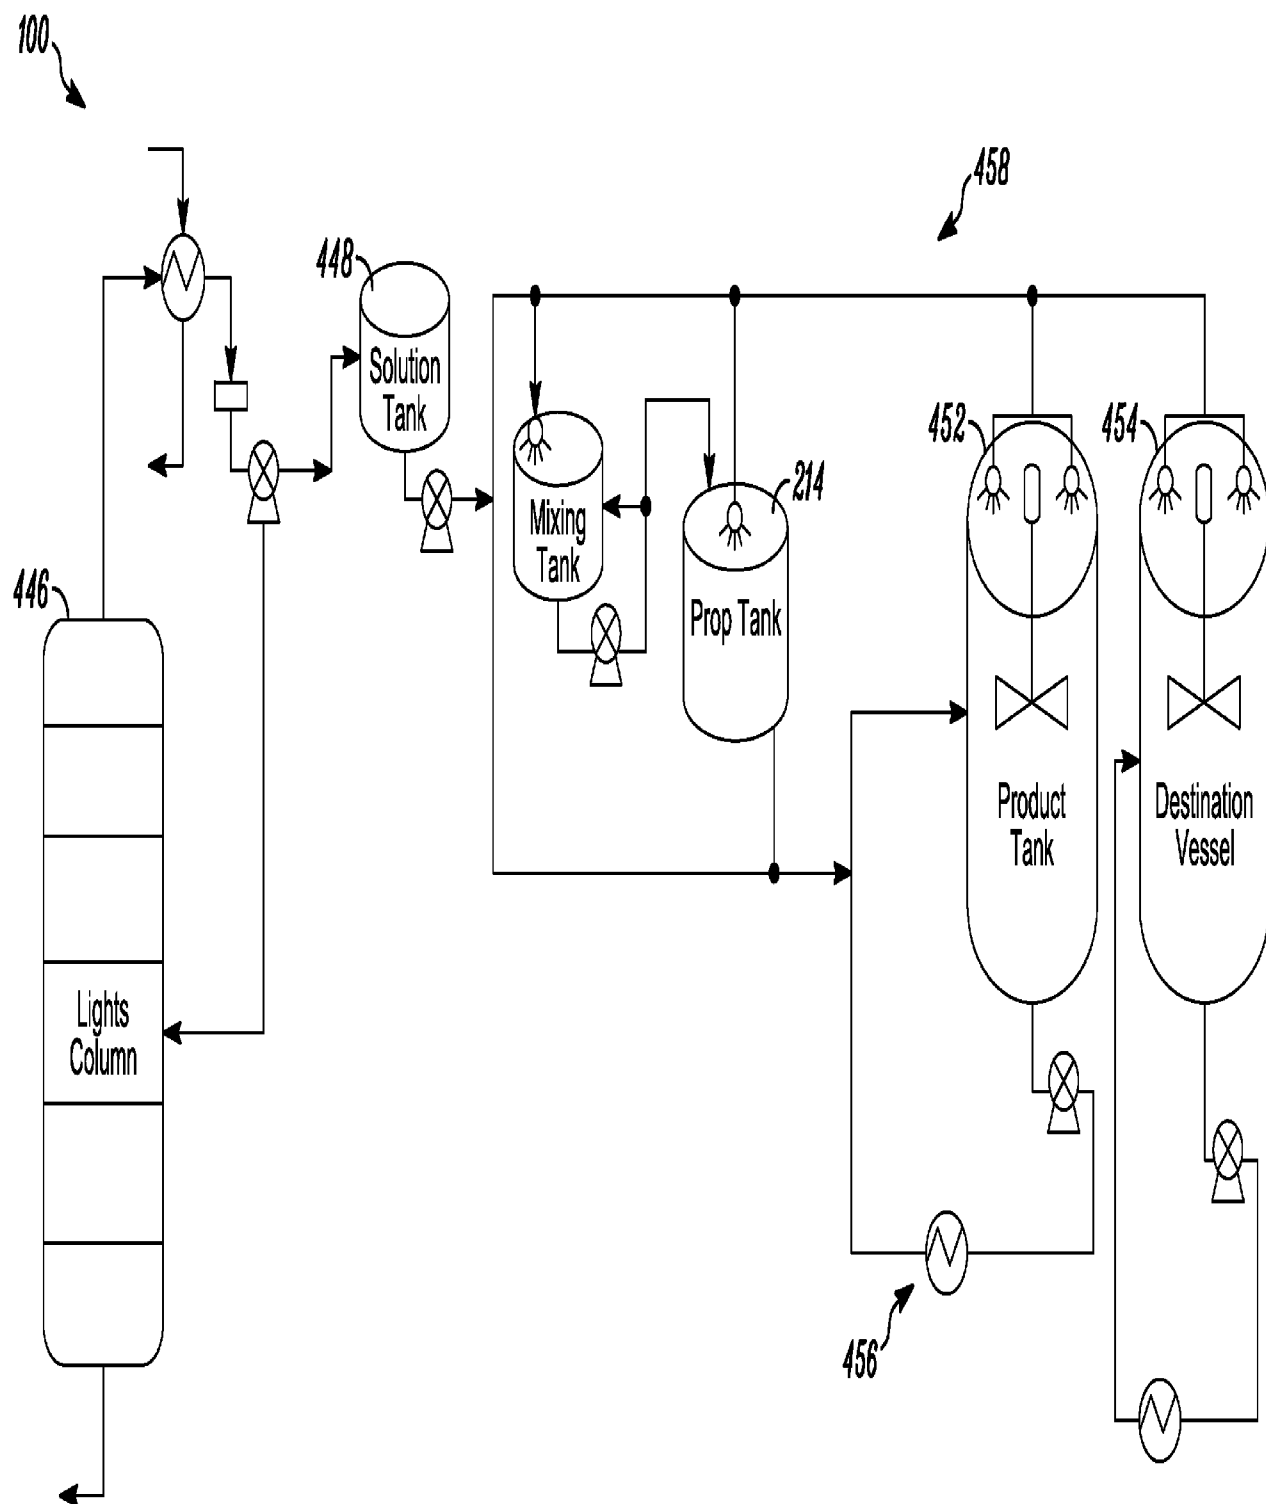 100
458
448
Solution
Tank
452
454
214
Mixing
Tank
446
Prop Tank
Product
Tank
Destination
Vessel
Lights
Column
456